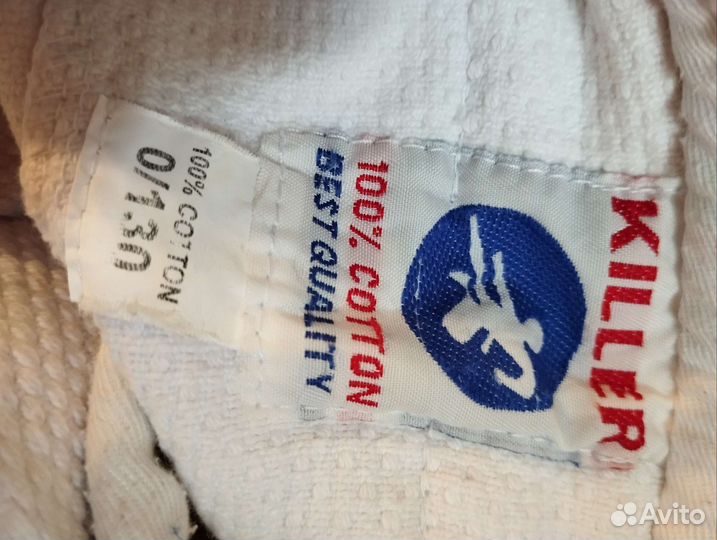 KILLER
100% COTTON
BEST QUALITY
100% COTTON
0/130
Avito